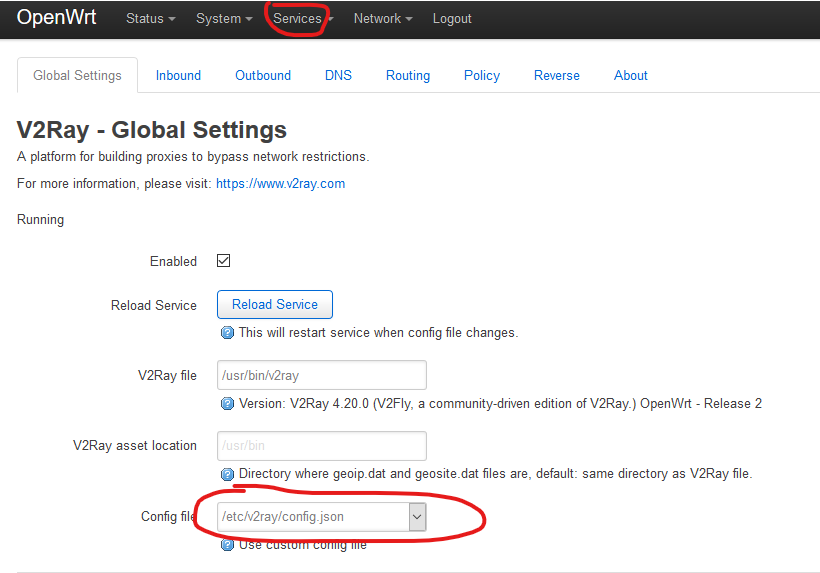 OpenWrt Status System Services Network Logout
Global Settings Inbound Outbound DNS Routing Policy Reverse About
V2Ray - Global Settings
A platform for building proxies to bypass network restrictions.
For more information, please visit: https://www.v2ray.com
Running
Enabled
Reload Service Reload Service
This will restart service when config file changes.
V2Ray file /usr/bin/v2ray
Version: V2Ray 4.20.0 (V2Fly, a community-driven edition of V2Ray.) OpenWrt - Release 2
V2Ray asset location /usr/bin
Directory where geoip.dat and geosite.dat files are, default: same directory as V2Ray file.
Config file /etc/v2ray/config.json
Use custom config file